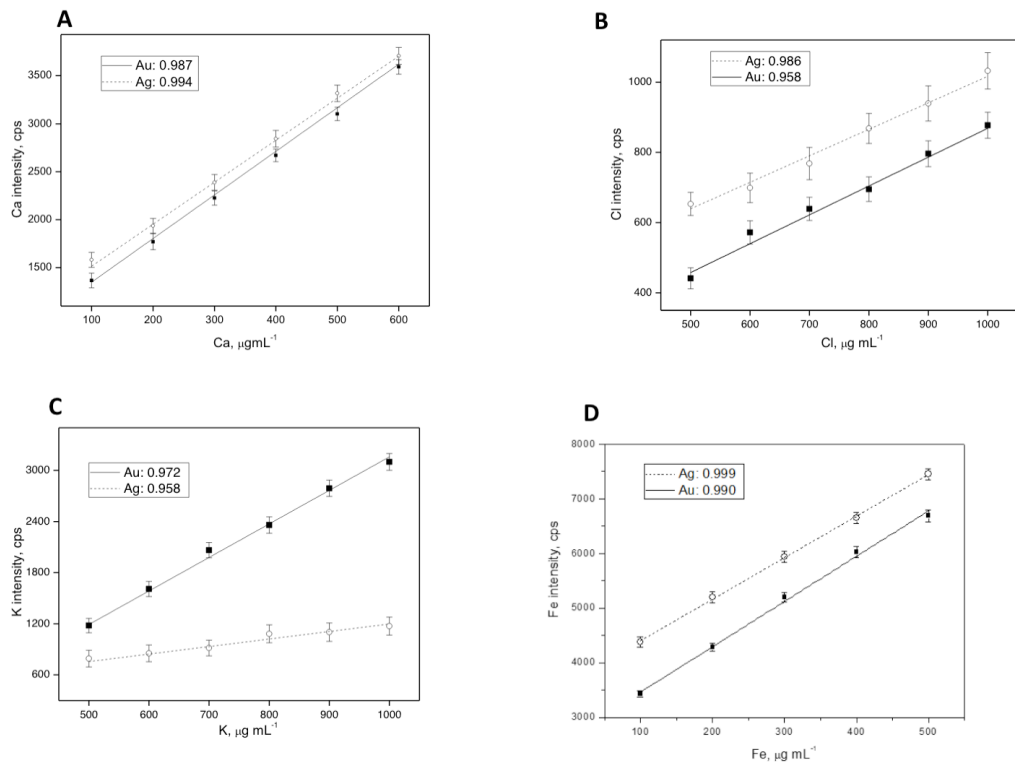 A
Au: 0.987
Ag: 0.994
Ca intensity, cps
3500
3000
2500
2000
1500
100 200 300 400 500 600
Ca, μgmL⁻¹
B
Ag: 0.986
Au: 0.958
Cl intensity, cps
1000
800
600
400
500 600 700 800 900 1000
Cl, μg mL⁻¹
C
Au: 0.972
Ag: 0.958
K intensity, cps
3000
2400
1800
1200
600
500 600 700 800 900 1000
K, μg mL⁻¹
D
Ag: 0.999
Au: 0.990
Fe intensity, cps
8000
7000
6000
5000
4000
3000
100 200 300 400 500
Fe, μg mL⁻¹